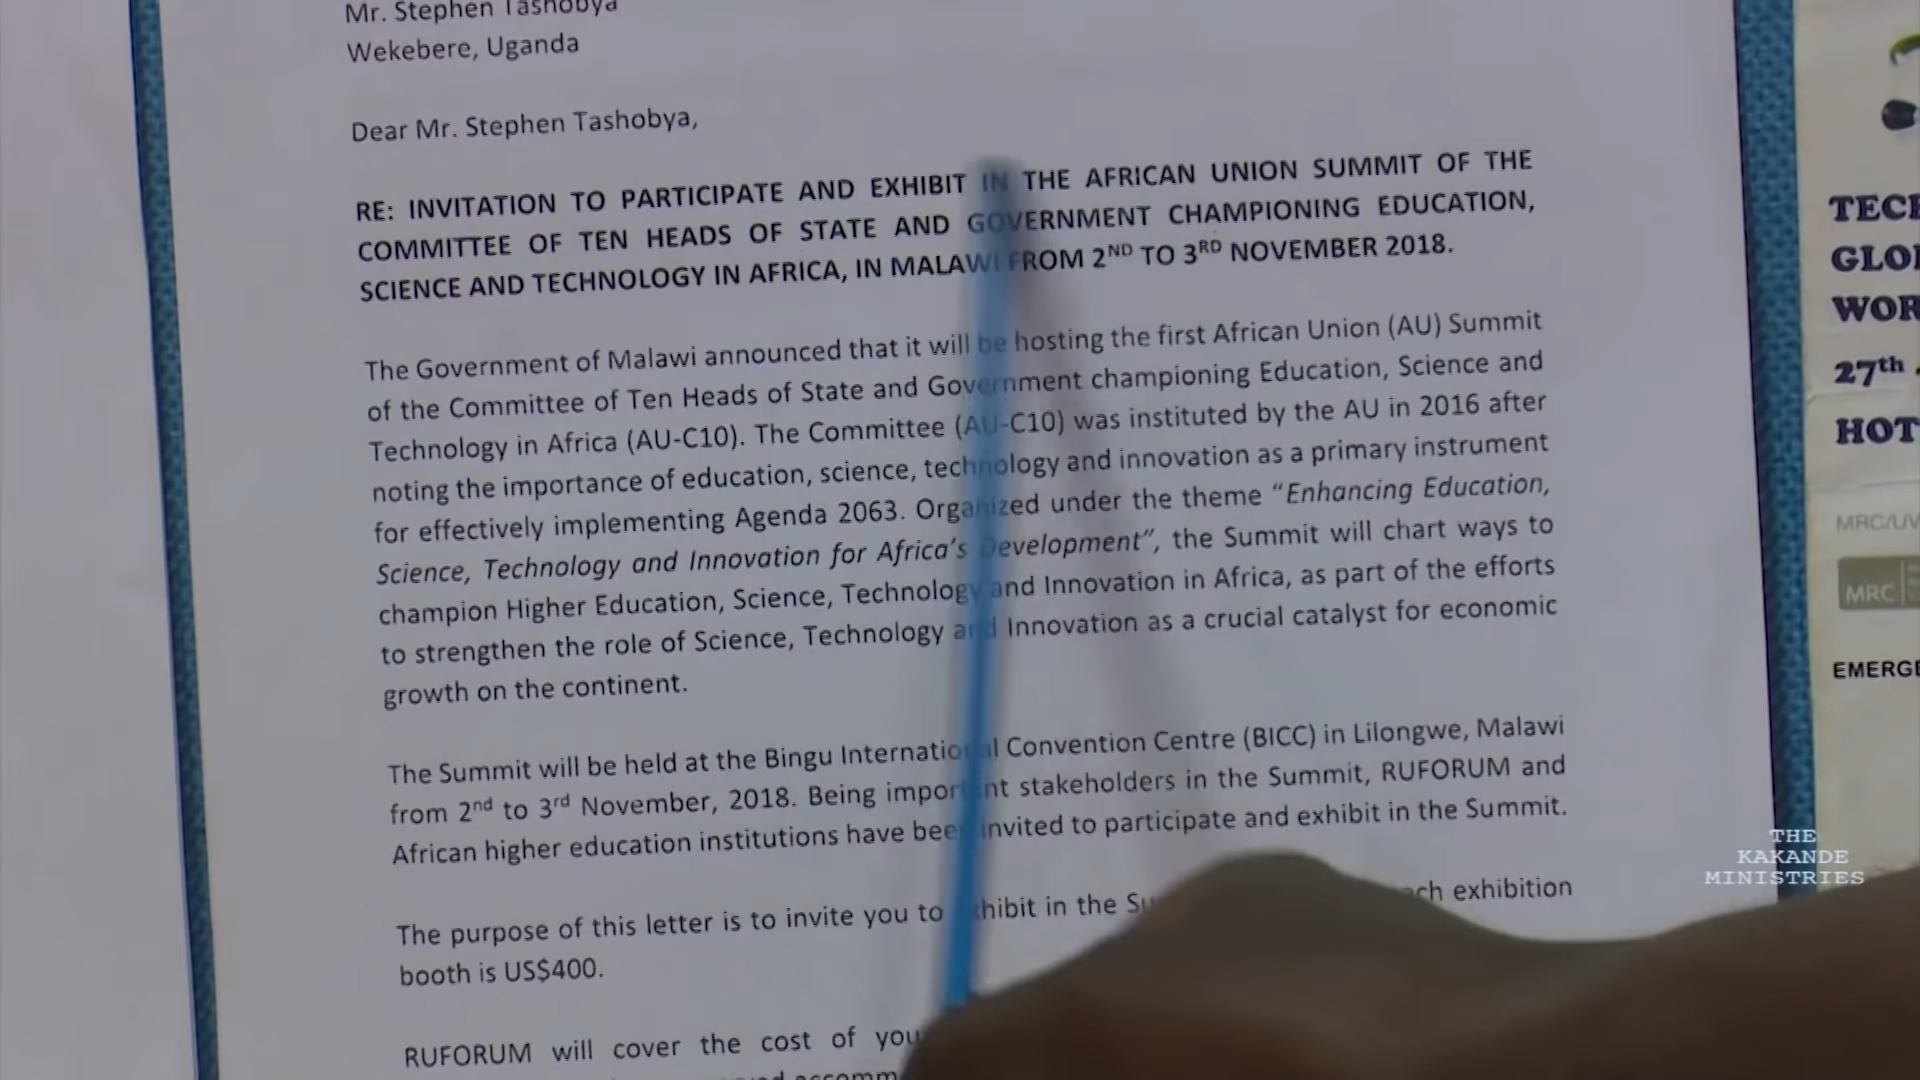 Mr. Stephen Tashobya
Wekebere, Uganda
Dear Mr. Stephen Tashobya,
RE: INVITATION TO PARTICIPATE AND EXHIBIT IN THE AFRICAN UNION SUMMIT OF THE
COMMITTEE OF TEN HEADS OF STATE AND GOVERNMENT CHAMPIONING EDUCATION,
SCIENCE AND TECHNOLOGY IN AFRICA, IN MALAWI FROM 2ND TO 3RD NOVEMBER 2018.
The Government of Malawi announced that it will be hosting the first African Union (AU) Summit
of the Committee of Ten Heads of State and Government championing Education, Science and
Technology in Africa (AU-C10). The Committee (AU-C10) was instituted by the AU in 2016 after
noting the importance of education, science, technology and innovation as a primary instrument
for effectively implementing Agenda 2063. Organized under the theme “Enhancing Education,
Science, Technology and Innovation for Africa’s Development”, the Summit will chart ways to
champion Higher Education, Science, Technology and Innovation in Africa, as part of the efforts
to strengthen the role of Science, Technology and Innovation as a crucial catalyst for economic
growth on the continent.
The Summit will be held at the Bingu International Convention Centre (BICC) in Lilongwe, Malawi
from 2nd to 3rd November, 2018. Being important stakeholders in the Summit, RUFORUM and
African higher education institutions have been invited to participate and exhibit in the Summit.
The purpose of this letter is to invite you to exhibit in the exhibition
booth is US$400.
RUFORUM will cover the cost of
TECH
GLO
WOR
27th
HOT
MRC/UV
MRC
EMERGE
THE
KAKANDE
MINISTRIES